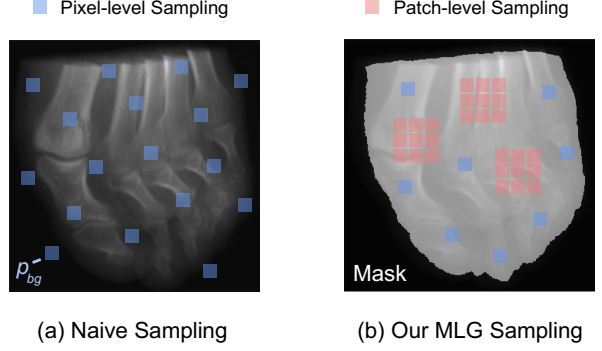 Pixel-level Sampling
Patch-level Sampling
p_bg
Mask
(a) Naive Sampling
(b) Our MLG Sampling